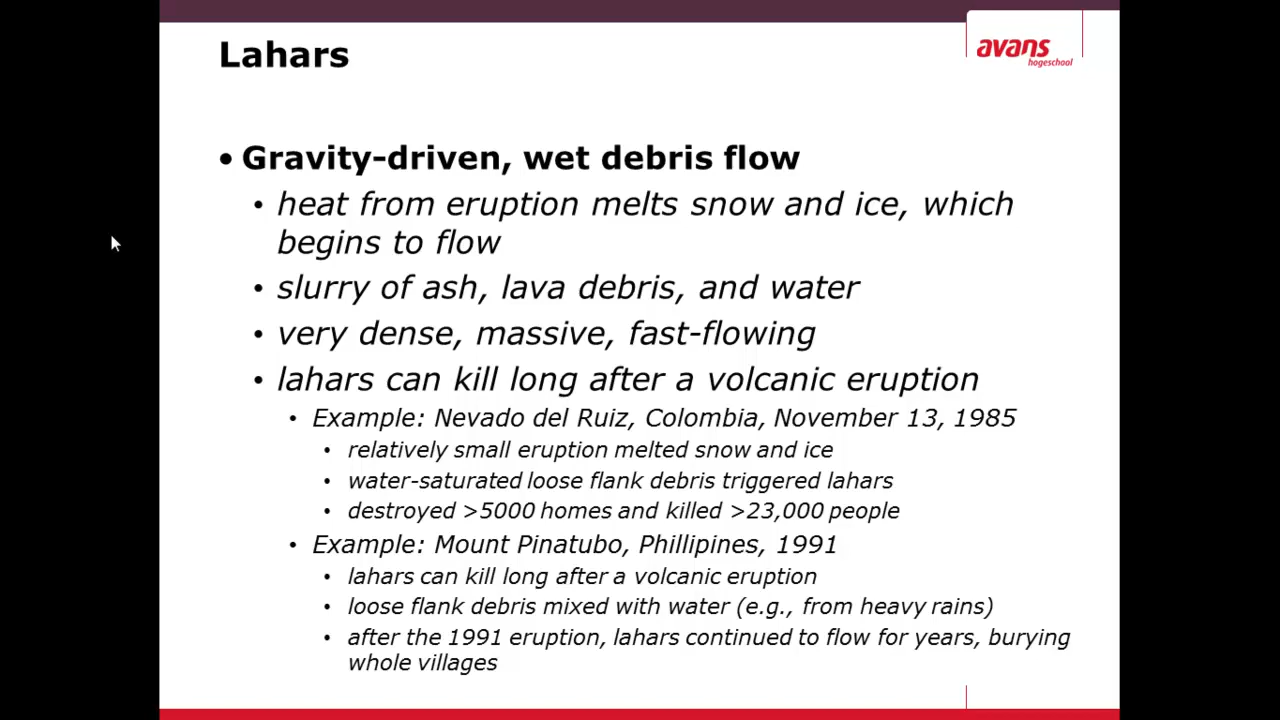 Lahars
avans
hogeschool
• Gravity-driven, wet debris flow
• heat from eruption melts snow and ice, which
begins to flow
• slurry of ash, lava debris, and water
• very dense, massive, fast-flowing
• lahars can kill long after a volcanic eruption
• Example: Nevado del Ruiz, Colombia, November 13, 1985
• relatively small eruption melted snow and ice
• water-saturated loose flank debris triggered lahars
• destroyed >5000 homes and killed >23,000 people
• Example: Mount Pinatubo, Phillipines, 1991
• lahars can kill long after a volcanic eruption
• loose flank debris mixed with water (e.g., from heavy rains)
• after the 1991 eruption, lahars continued to flow for years, burying
whole villages